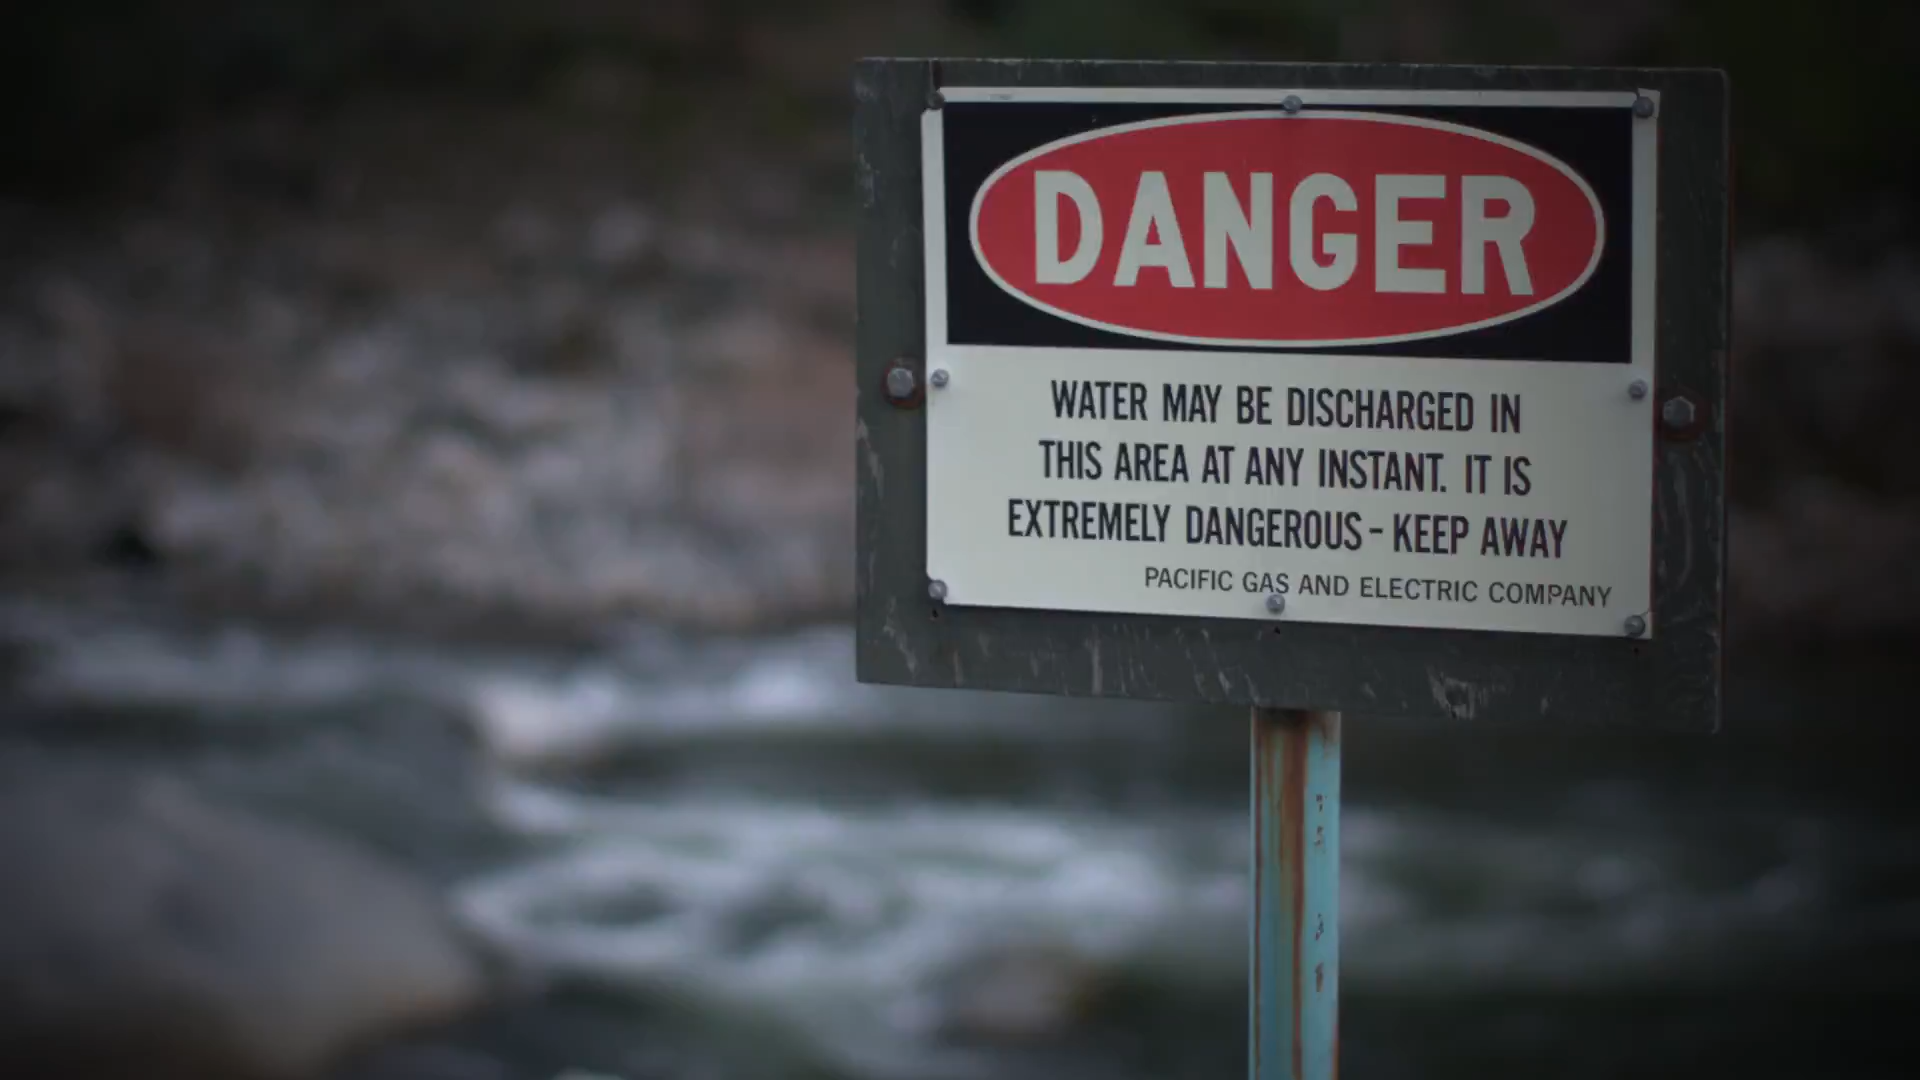 DANGER
WATER MAY BE DISCHARGED IN
THIS AREA AT ANY INSTANT. IT IS
EXTREMELY DANGEROUS - KEEP AWAY
PACIFIC GAS AND ELECTRIC COMPANY